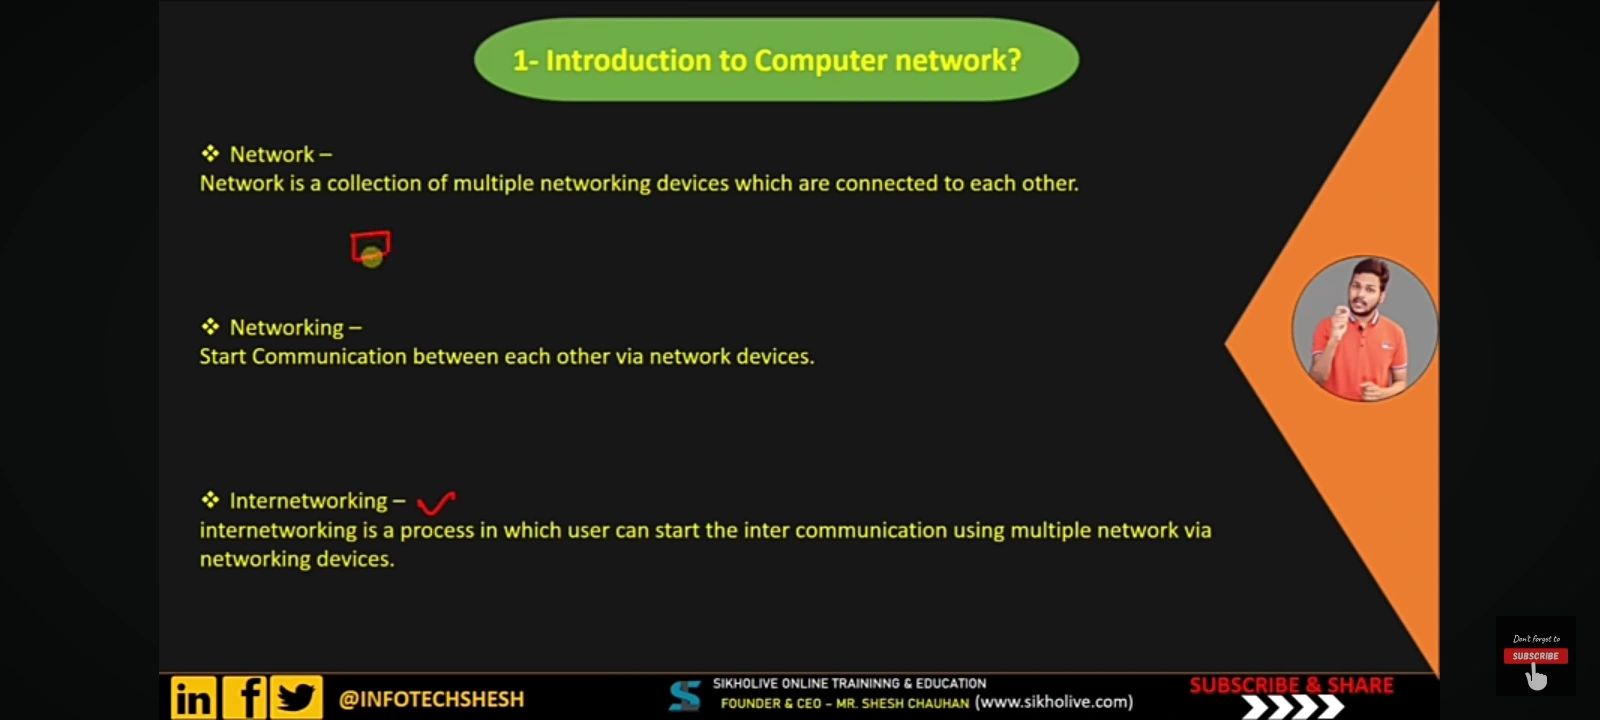 1- Introduction to Computer network?
❖ Network –
Network is a collection of multiple networking devices which are connected to each other.
❖ Networking –
Start Communication between each other via network devices.
❖ Internetworking –
internetworking is a process in which user can start the inter communication using multiple network via
networking devices.
in f @INFOTECHSHESH
SIKHOLIVE ONLINE TRAININNG & EDUCATION
FOUNDER & CEO – MR. SHESH CHAUHAN (www.sikholive.com)
SUBSCRIBE & SHARE
Don't forget to
SUBSCRIBE